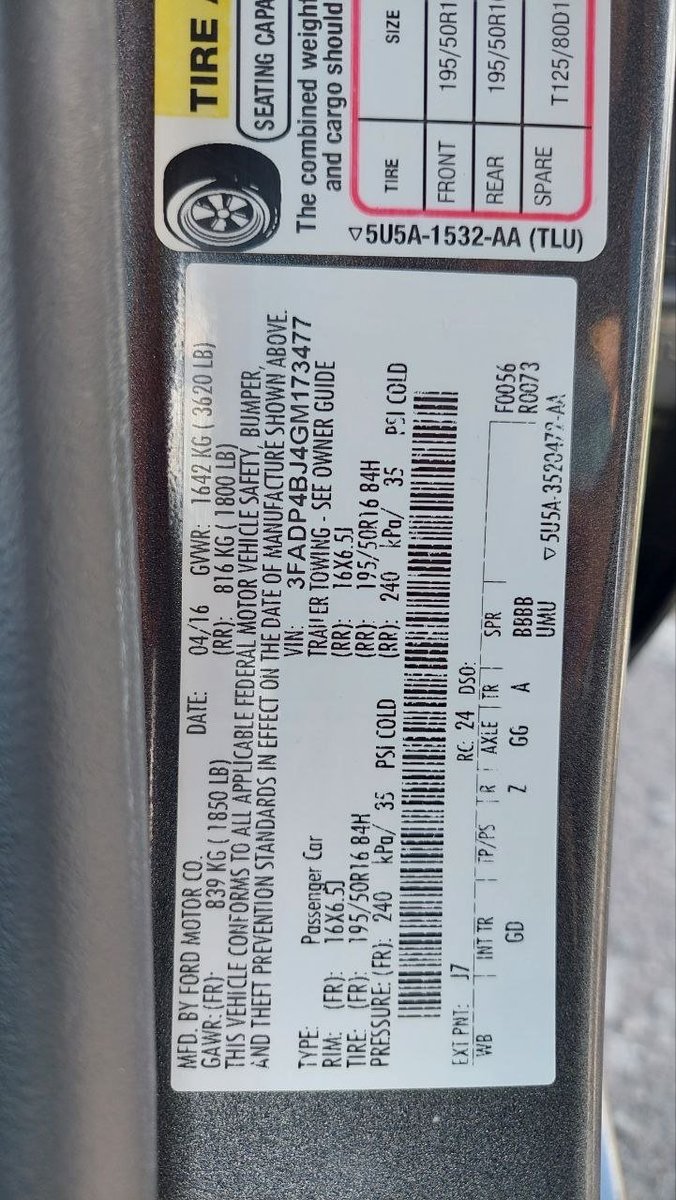 MFD. BY FORD MOTOR CO.
DATE: 04/16 GVWR: 1642 KG ( 3620 LB)
GAWR: (FR): 839 KG ( 1850 LB) (RR): 816 KG ( 1800 LB)
THIS VEHICLE CONFORMS TO ALL APPLICABLE FEDERAL MOTOR VEHICLE SAFETY, BUMPER,
AND THEFT PREVENTION STANDARDS IN EFFECT ON THE DATE OF MANUFACTURE SHOWN ABOVE.
VIN: 3FADP4BJ4GM173477
TYPE: Passenger Car TRAILER TOWING - SEE OWNER GUIDE
RIM: (FR): 16X6.5J (RR): 16X6.5J
TIRE: (FR): 195/50R16 84H (RR): 195/50R16 84H
PRESSURE: (FR): 240 kPa/ 35 PSI COLD (RR): 240 kPa/ 35 PSI COLD
EXT PNT: J7 RC: 24 DSO:
WB INT TR TP/PS R AXLE TR SPR F0056
GD Z GG A BBBB R0073
UMU
▽5U5A-3520472-AA
TIRE
SEATING CAPA
The combined weight
and cargo should
TIRE SIZE
FRONT 195/50R1
REAR 195/50R1
SPARE T125/80D1
▽5U5A-1532-AA (TLU)